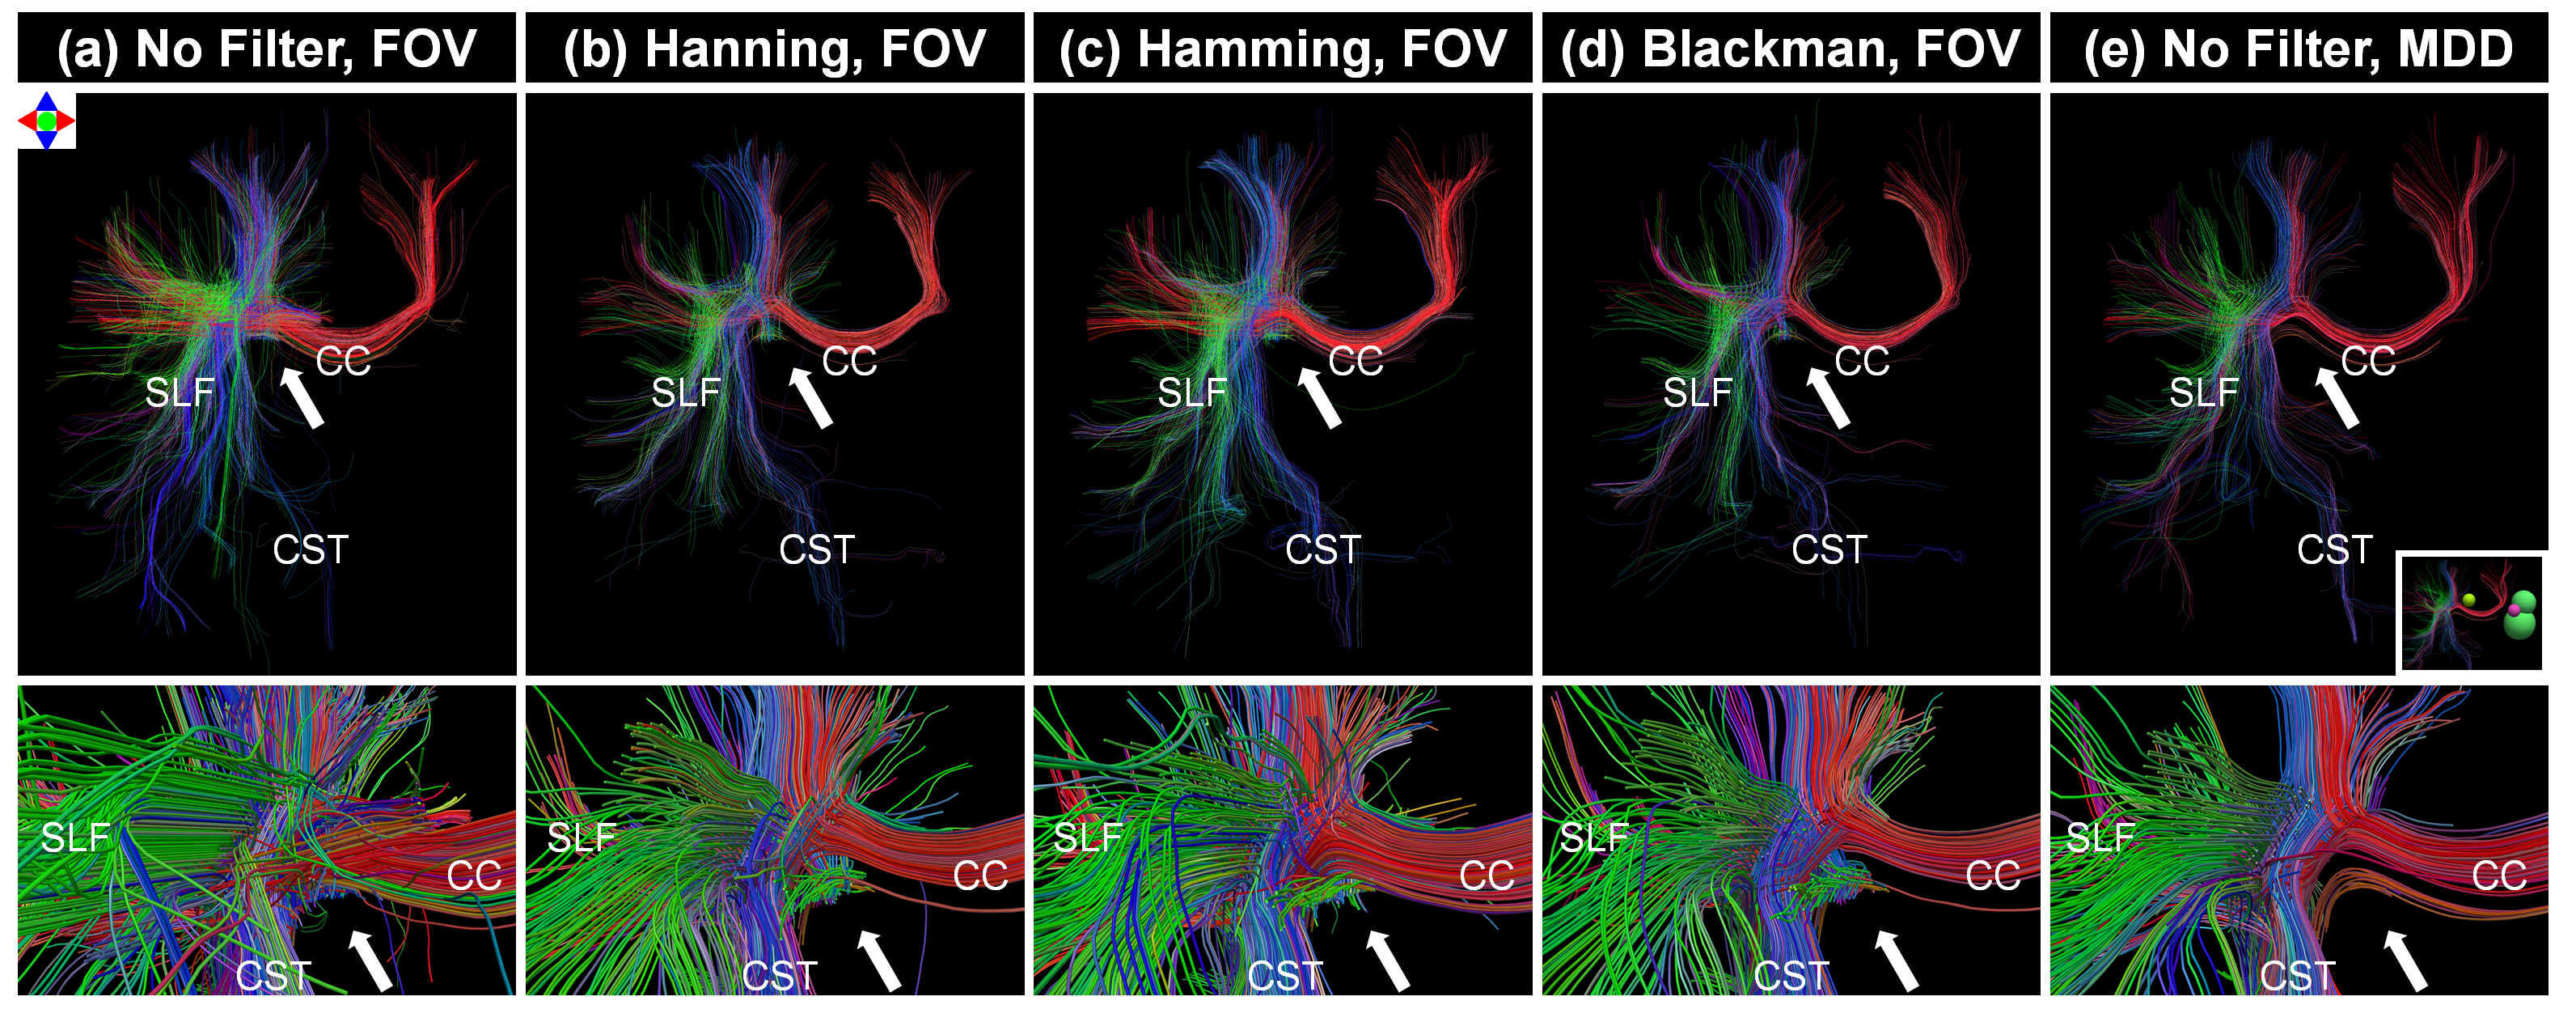 (a) No Filter, FOV
(b) Hanning, FOV
(c) Hamming, FOV
(d) Blackman, FOV
(e) No Filter, MDD
CC
SLF
CST
CC
SLF
CST
CC
SLF
CST
CC
SLF
CST
CC
SLF
CST
SLF
CC
CST
SLF
CC
CST
SLF
CC
CST
SLF
CC
CST
SLF
CC
CST